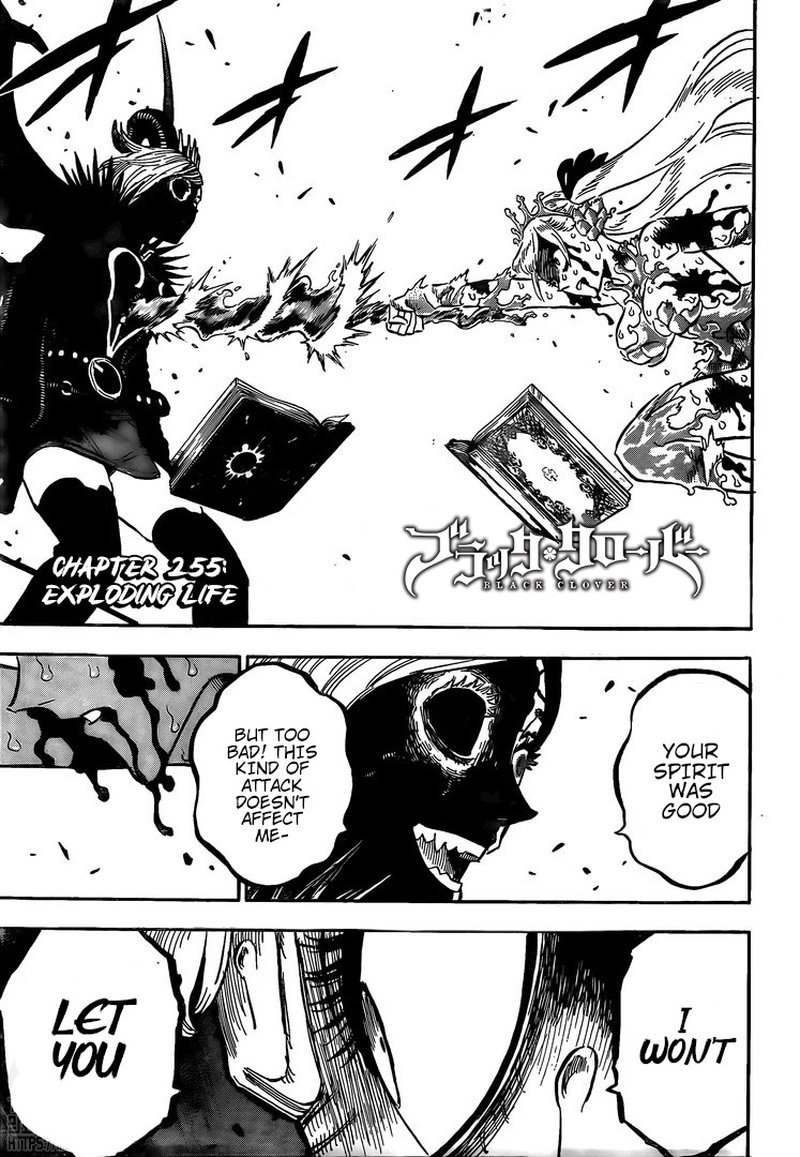 ブラック・クローバー
BLACK CLOVER
CHAPTER 255:
EXPLODING LIFE
YOUR
SPIRIT
WAS
GOOD
BUT TOO
BAD! THIS
KIND OF
ATTACK
DOESN'T
AFFECT
ME-
I
WON'T
LET
YOU
HTTPS:/